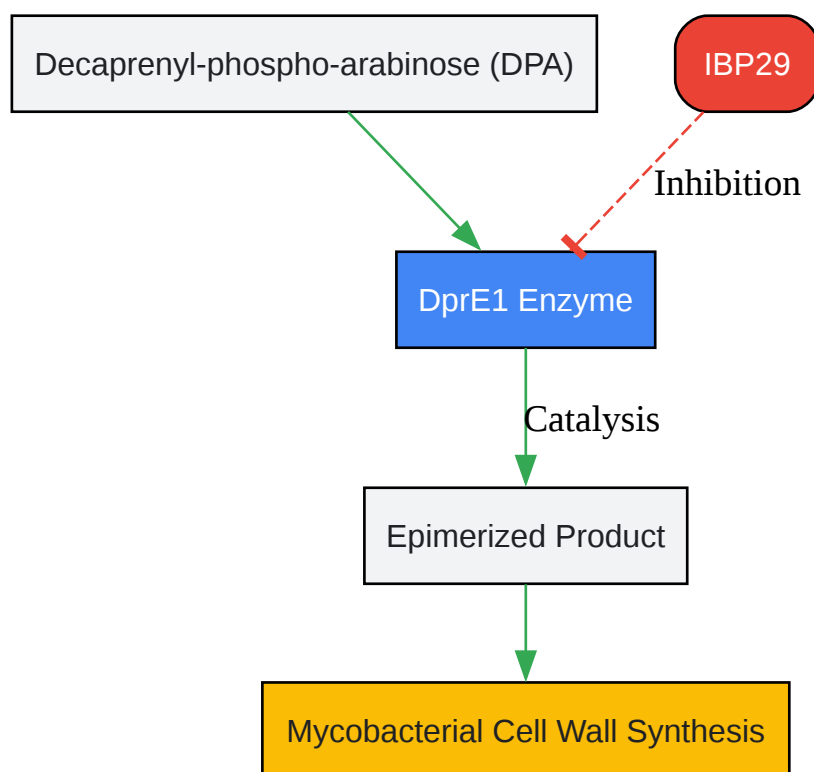 Decaprenyl-phospho-arabinose (DPA)
IBP29
Inhibition
DprE1 Enzyme
Catalysis
Epimerized Product
Mycobacterial Cell Wall Synthesis